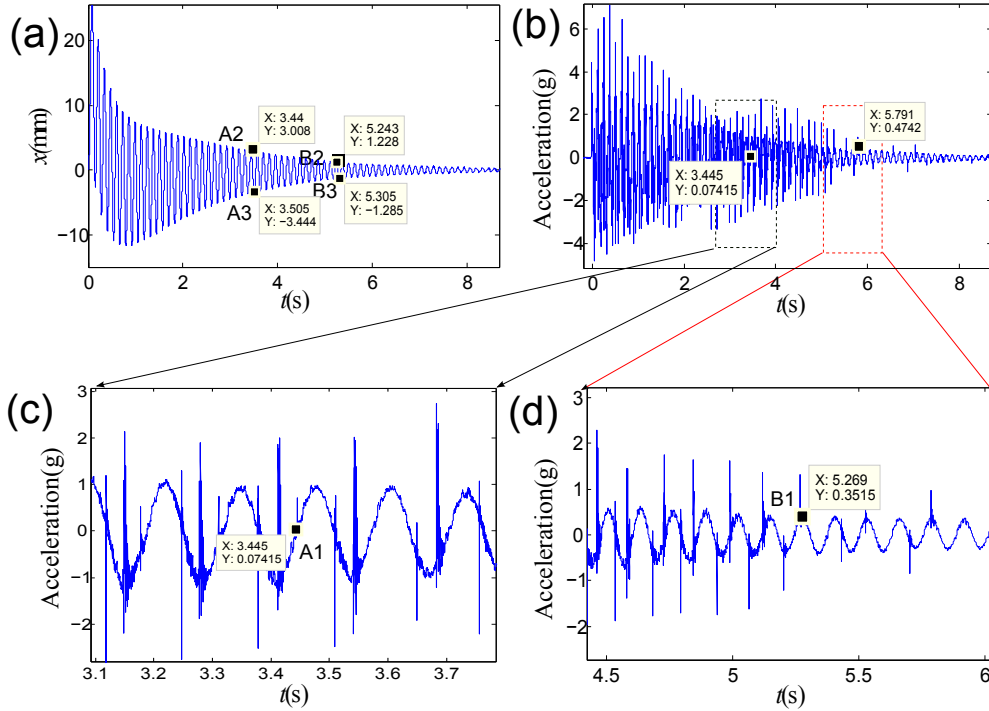 (a)
x(mm)
20
10
0
−10
0
2
4
6
8
t(s)
A2
X: 3.44
Y: 3.008
B2
X: 5.243
Y: 1.228
A3
X: 3.505
Y: −3.444
B3
X: 5.305
Y: −1.285
(b)
Acceleration(g)
6
4
2
0
−2
−4
0
2
4
6
8
t(s)
X: 3.445
Y: 0.07415
X: 5.791
Y: 0.4742
(c)
Acceleration(g)
3
2
1
0
−1
−2
3.1
3.2
3.3
3.4
3.5
3.6
3.7
t(s)
X: 3.445
Y: 0.07415
A1
(d)
Acceleration(g)
3
2
1
0
−1
−2
4.5
5
5.5
6
t(s)
B1
X: 5.269
Y: 0.3515